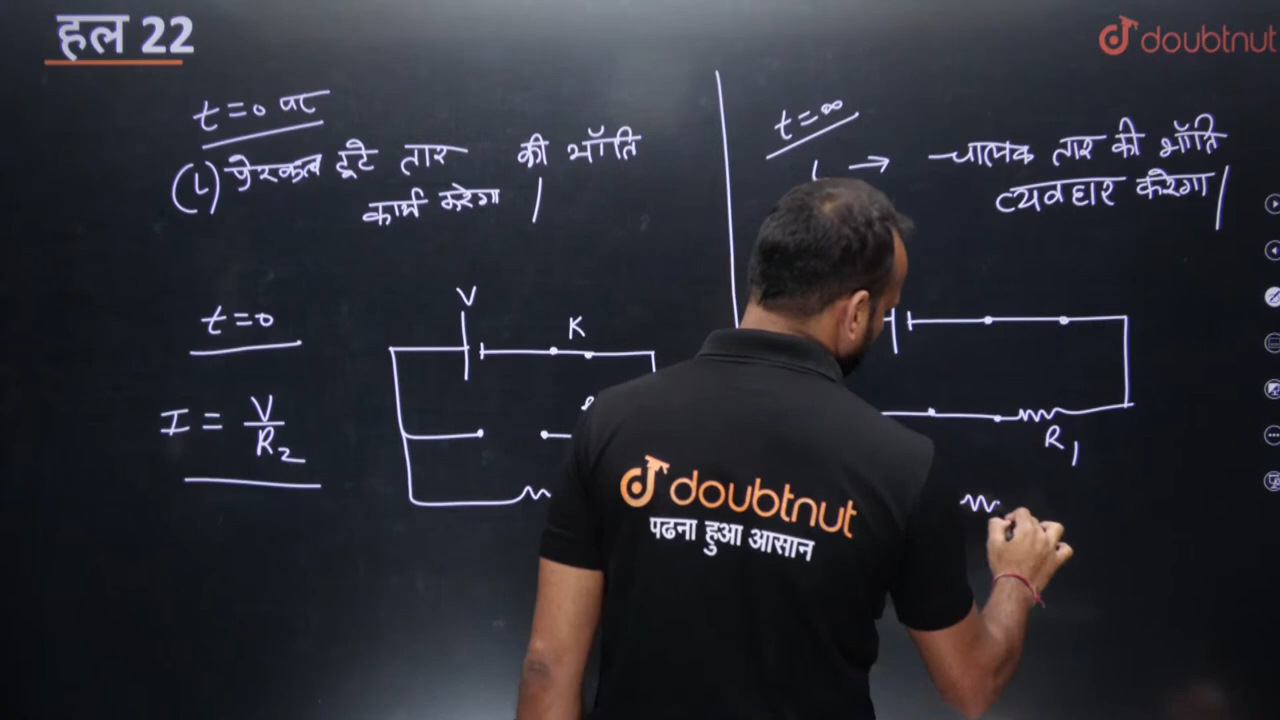 हल 22
doubtnut
t=0 पर
(L) प्रेरकत्व टूटे तार की भाँति
कार्य करेगा |
V
K
t=0
I = V/R2
t=∞
L → चालक तार की भाँति
व्यवहार करेगा |
R1
doubtnut
पढना हुआ आसान